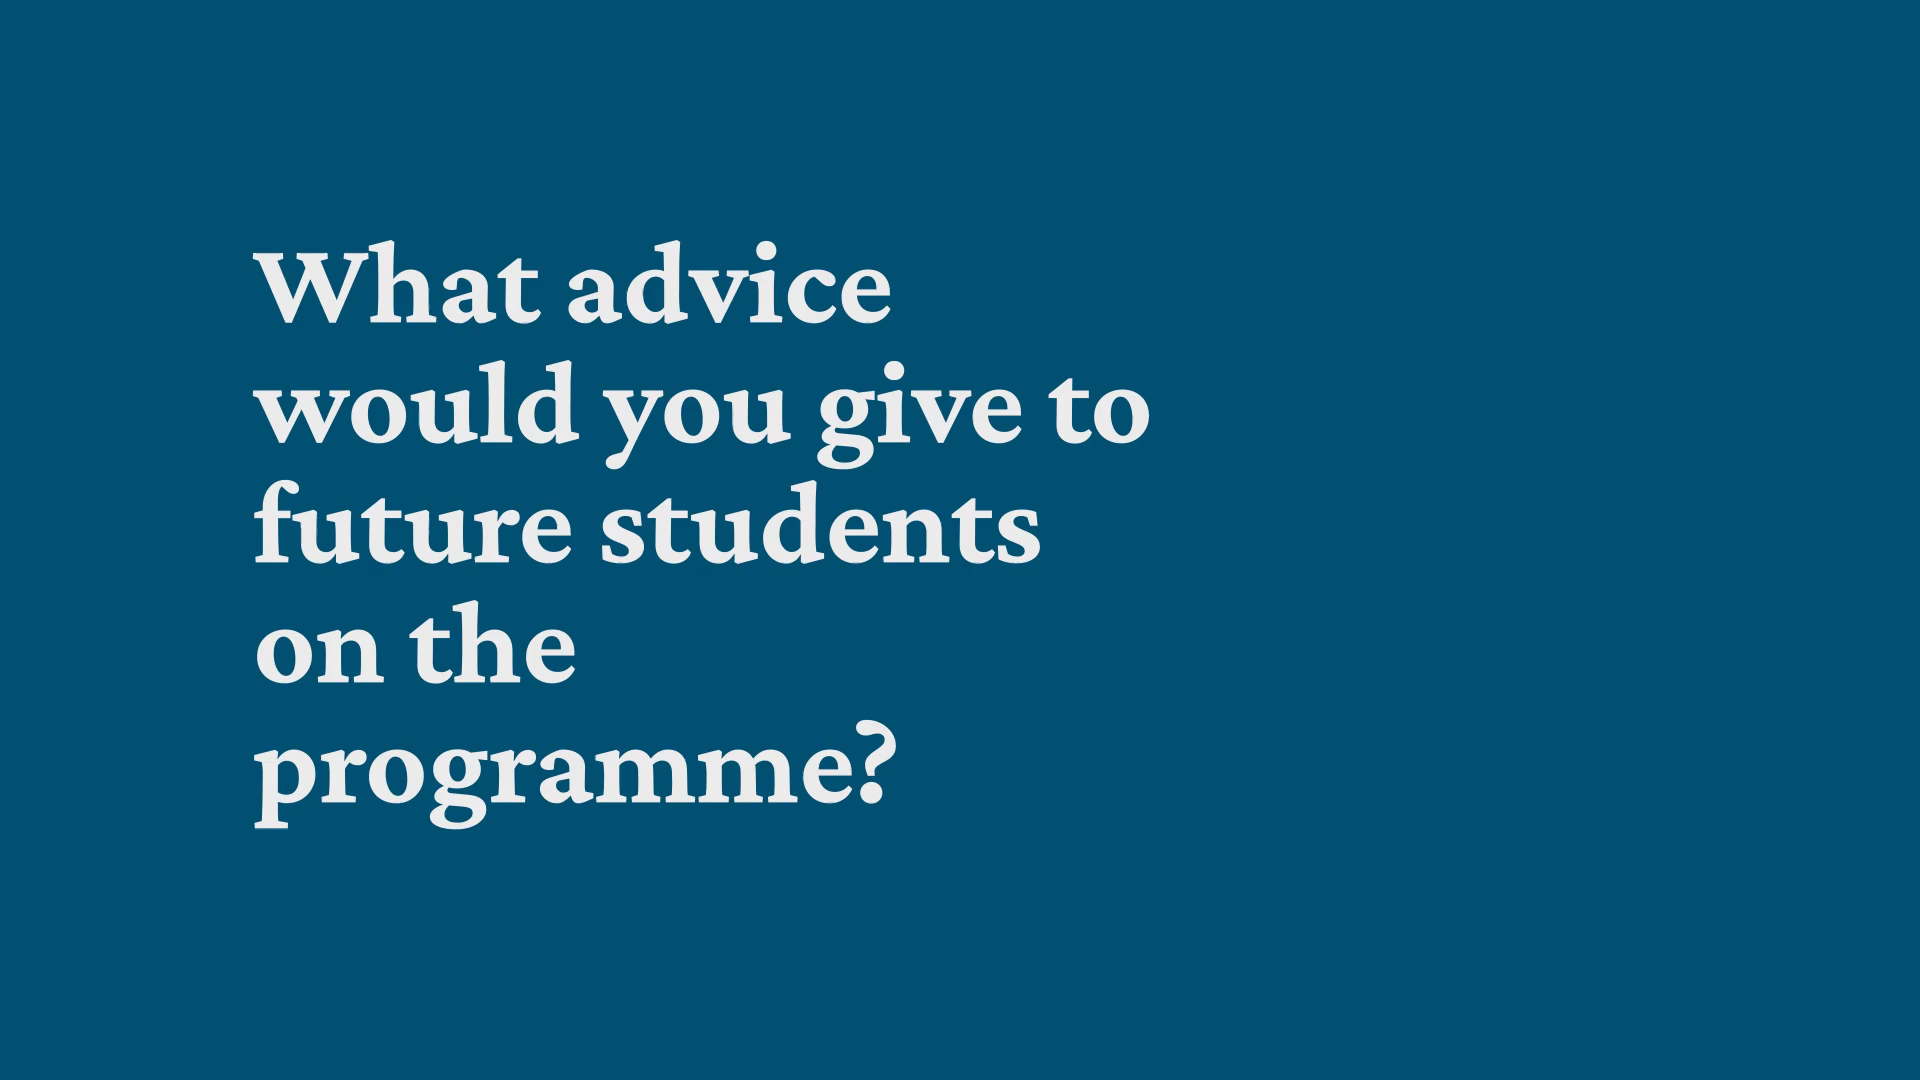 What advice
would you give to
future students
on the
programme?